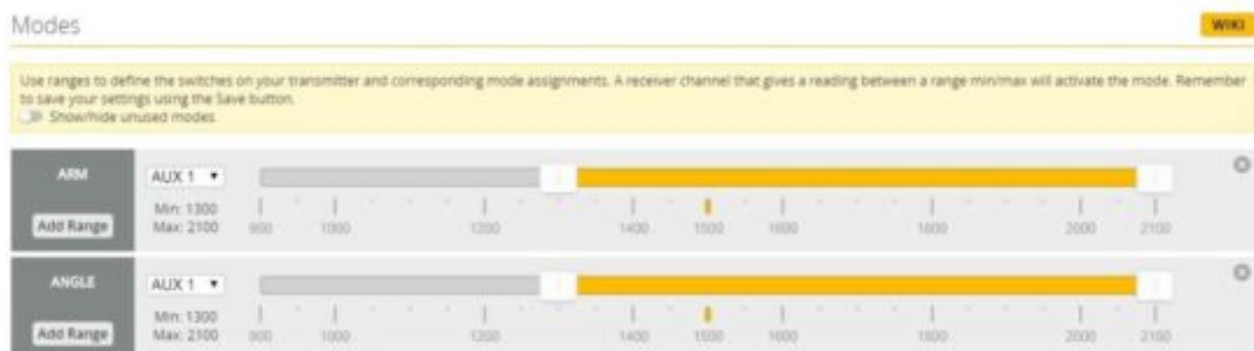 Modes
WIKI
Use ranges to define the switches on your transmitter and corresponding mode assignments. A receiver channel that gives a reading between a range min/max will activate the mode. Remember
to save your settings using the Save button.
Show/hide unused modes
ARM
AUX 1
Add Range
Min: 1300
Max: 2100
900 1000 1200 1400 1500 1600 1800 2000 2100
ANGLE
AUX 1
Add Range
Min: 1300
Max: 2100
900 1000 1200 1400 1500 1600 1800 2000 2100